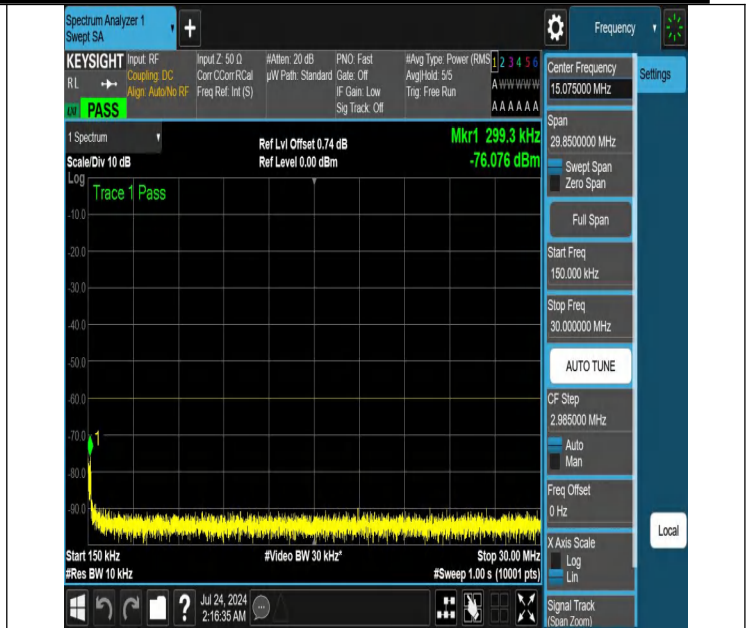 Spectrum Analyzer 1
Swept SA
+
Frequency
KEYSIGHT
RL
PASS
Input: RF
Coupling: DC
Align: Auto/No RF
Input Z: 50 Ω
Corr CCorr RCal
Freq Ref: Int (S)
#Atten: 20 dB
µW Path: Standard
PNO: Fast
Gate: Off
IF Gain: Low
Sig Track: Off
#Avg Type: Power (RMS
Avg|Hold: 5/5
Trig: Free Run
1 2 3 4 5 6
A W W W W W
A A A A A A
1 Spectrum
Scale/Div 10 dB
Ref Lvl Offset 0.74 dB
Ref Level 0.00 dBm
Mkr1 299.3 kHz
-76.076 dBm
Log
Trace 1 Pass
-10.0
-20.0
-30.0
-40.0
-50.0
-60.0
-70.0
1
-80.0
-90.0
Start 150 kHz
#Video BW 30 kHz*
Stop 30.00 MHz
#Res BW 10 kHz
#Sweep 1.00 s (10001 pts)
Center Frequency
15.075000 MHz
Settings
Span
29.8500000 MHz
Swept Span
Zero Span
Full Span
Start Freq
150.000 kHz
Stop Freq
30.000000 MHz
AUTO TUNE
CF Step
2.985000 MHz
Auto
Man
Freq Offset
0 Hz
Local
X Axis Scale
Log
Lin
Signal Track
(Span Zoom)
?
Jul 24, 2024
2:16:35 AM